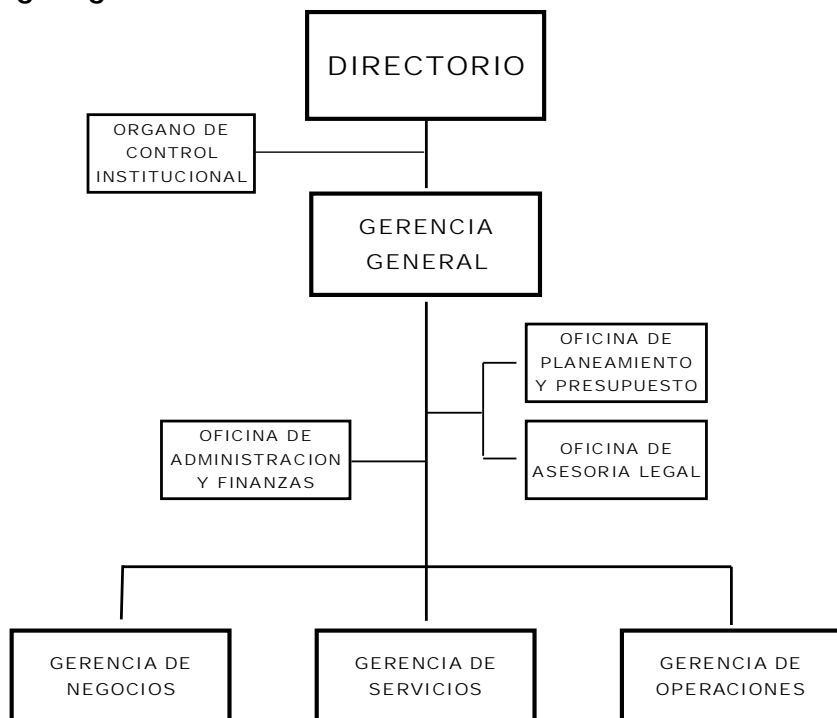 DIRECTORIO
ORGANO DE
CONTROL
INSTITUCIONAL
GERENCIA
GENERAL
OFICINA DE
PLANEAMIENTO
Y PRESUPUESTO
OFICINA DE
ADMINISTRACION
Y FINANZAS
OFICINA DE
ASESORIA LEGAL
GERENCIA DE
NEGOCIOS
GERENCIA DE
SERVICIOS
GERENCIA DE
OPERACIONES